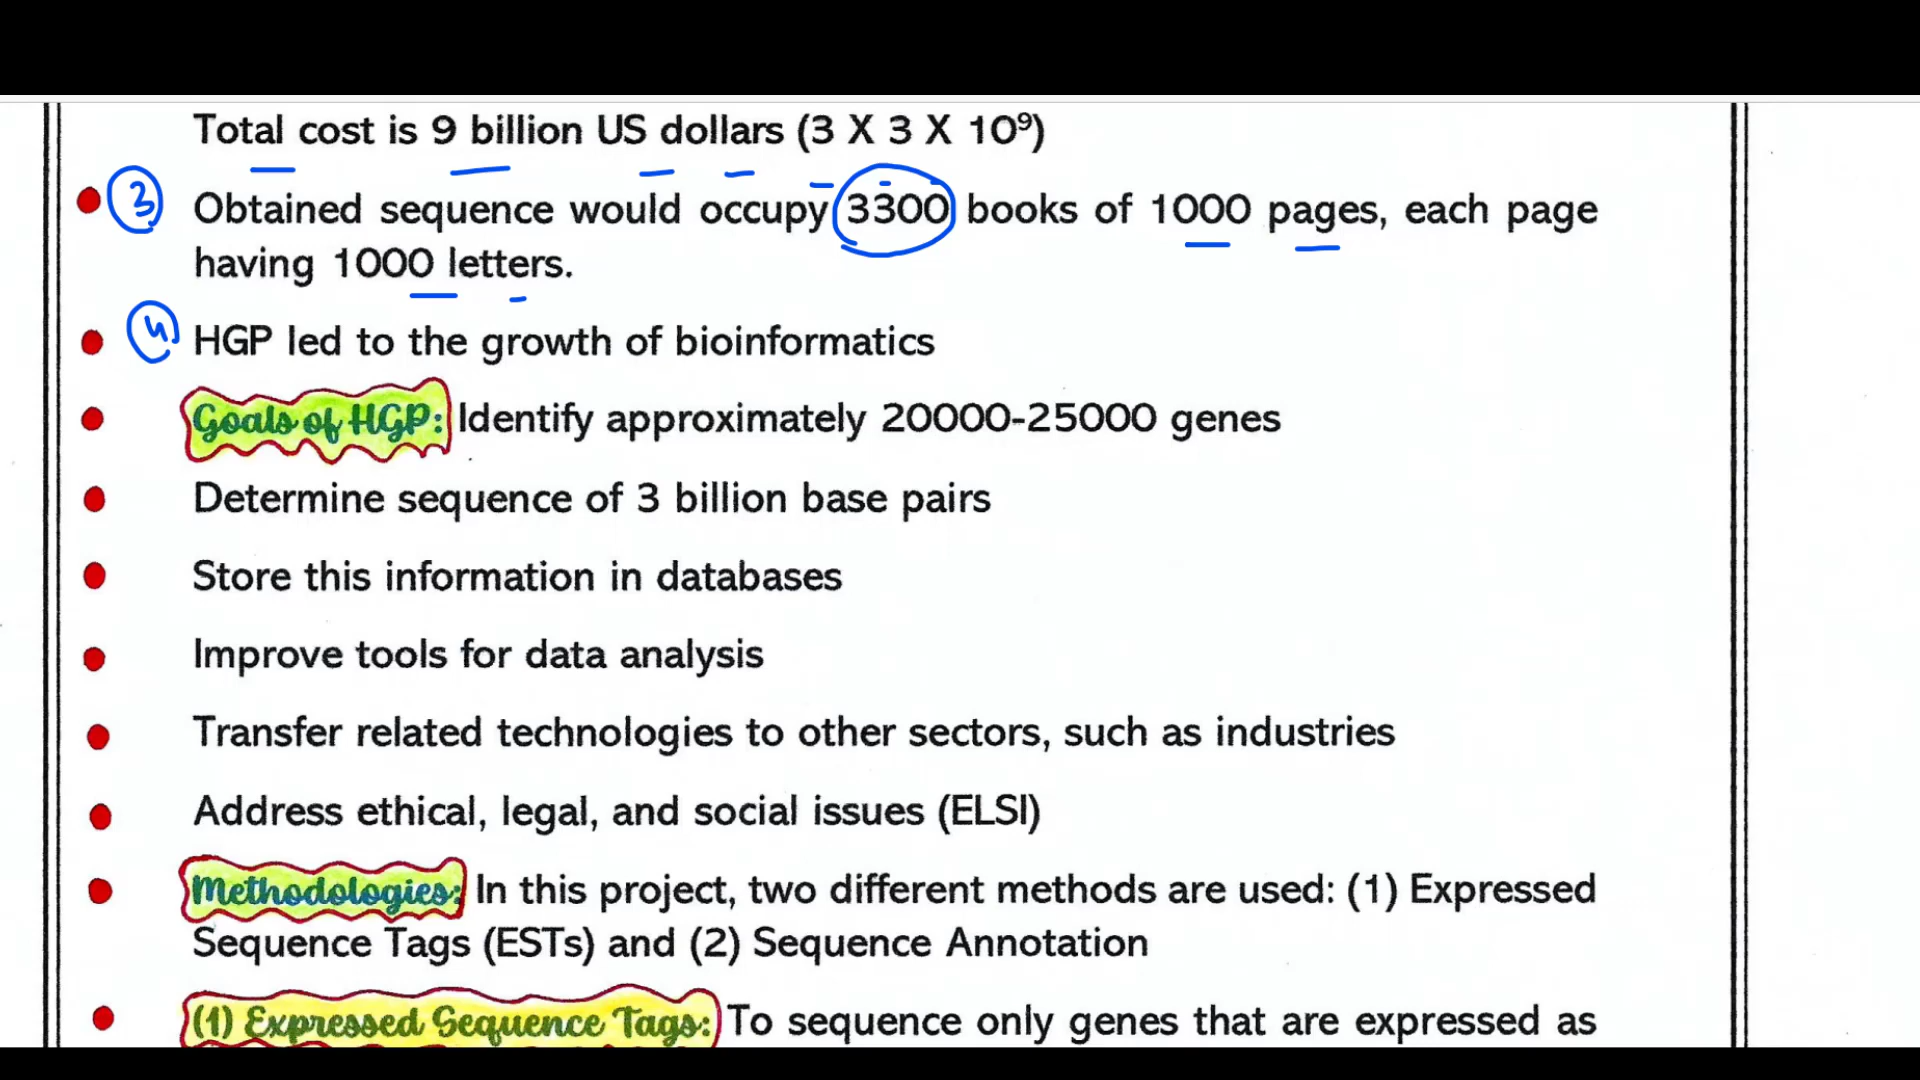 Total cost is 9 billion US dollars (3 X 3 X 10⁹)
3 Obtained sequence would occupy 3300 books of 1000 pages, each page
having 1000 letters.
4 HGP led to the growth of bioinformatics
Goals of HGP: Identify approximately 20000-25000 genes
Determine sequence of 3 billion base pairs
Store this information in databases
Improve tools for data analysis
Transfer related technologies to other sectors, such as industries
Address ethical, legal, and social issues (ELSI)
Methodologies: In this project, two different methods are used: (1) Expressed
Sequence Tags (ESTs) and (2) Sequence Annotation
(1) Expressed Sequence Tags: To sequence only genes that are expressed as